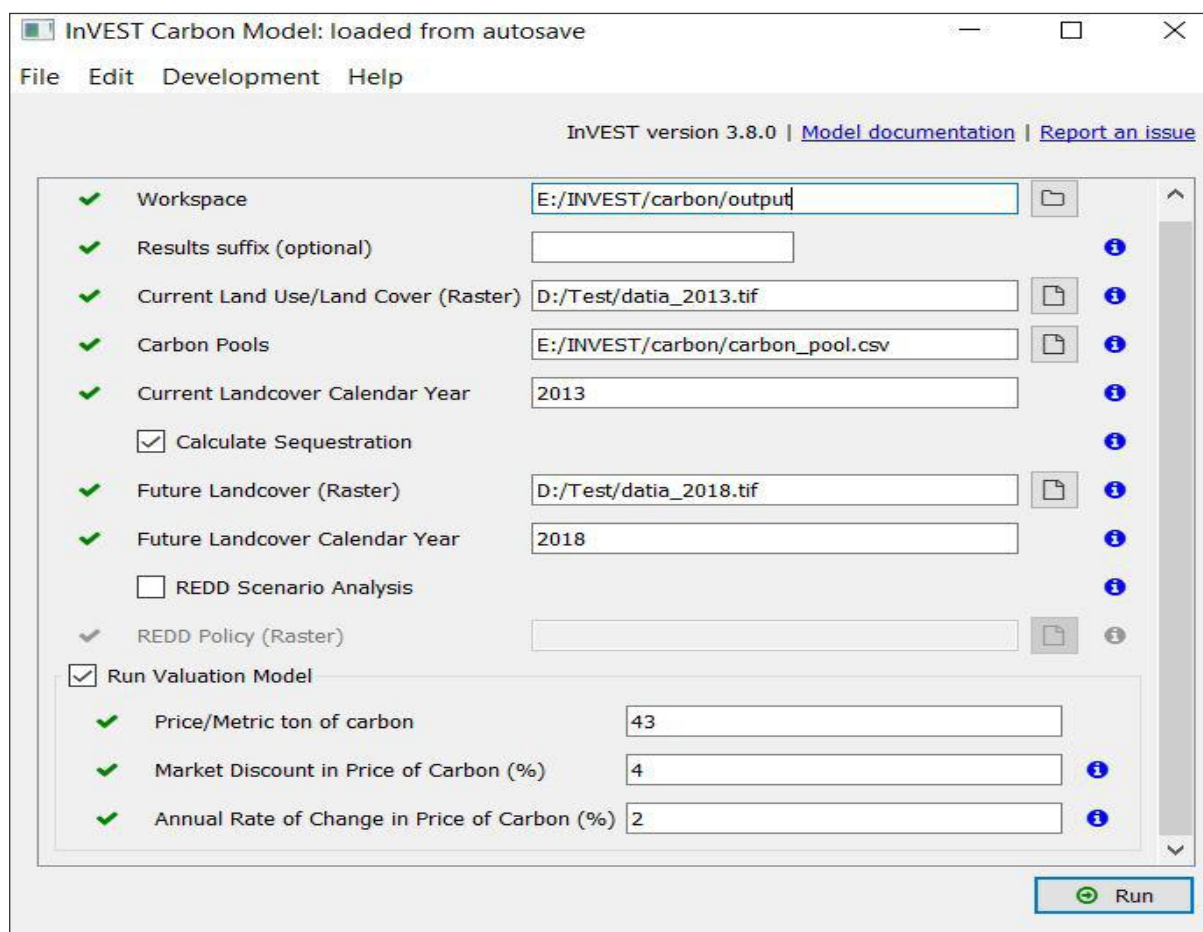 InVEST Carbon Model: loaded from autosave
File Edit Development Help
InVEST version 3.8.0 | Model documentation | Report an issue
Workspace E:/INVEST/carbon/output
Results suffix (optional)
Current Land Use/Land Cover (Raster) D:/Test/datia_2013.tif
Carbon Pools E:/INVEST/carbon/carbon_pool.csv
Current Landcover Calendar Year 2013
Calculate Sequestration
Future Landcover (Raster) D:/Test/datia_2018.tif
Future Landcover Calendar Year 2018
REDD Scenario Analysis
REDD Policy (Raster)
Run Valuation Model
Price/Metric ton of carbon 43
Market Discount in Price of Carbon (%) 4
Annual Rate of Change in Price of Carbon (%) 2
Run